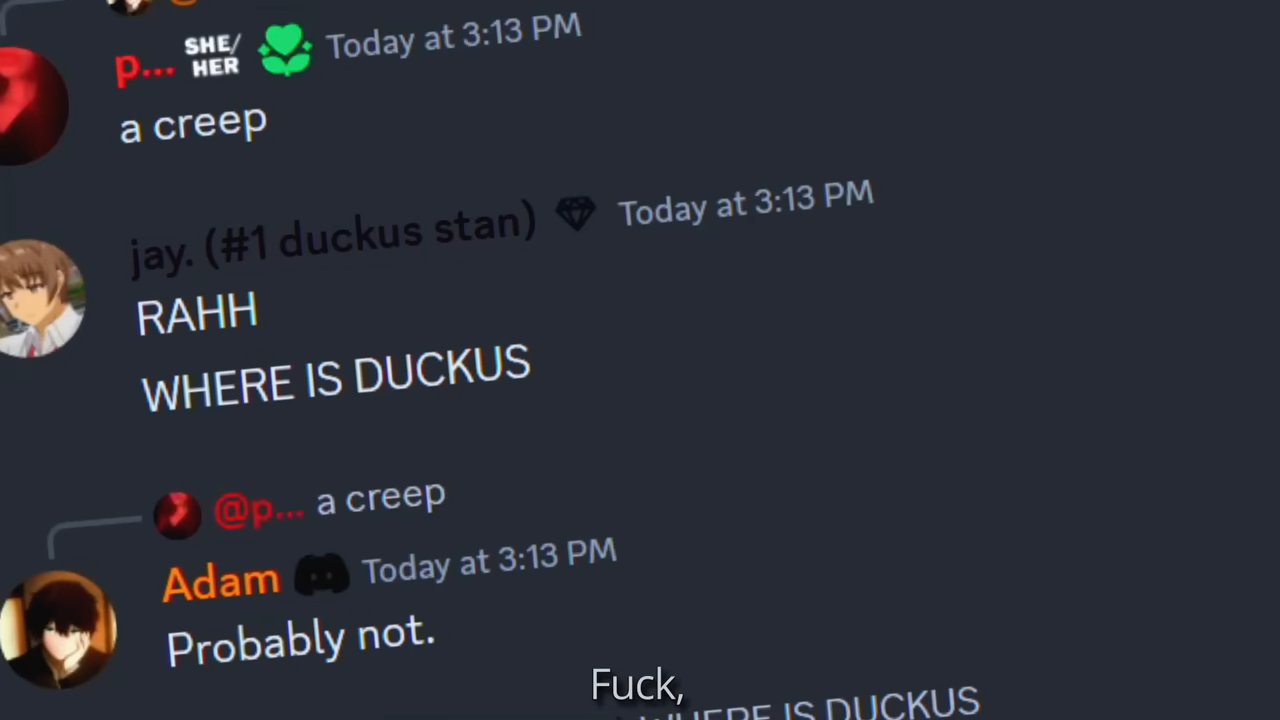 p... SHE/HER Today at 3:13 PM
a creep
jay. (#1 duckus stan) Today at 3:13 PM
RAHH
WHERE IS DUCKUS
@p... a creep
Adam Today at 3:13 PM
Probably not.
Fuck,
WHERE IS DUCKUS